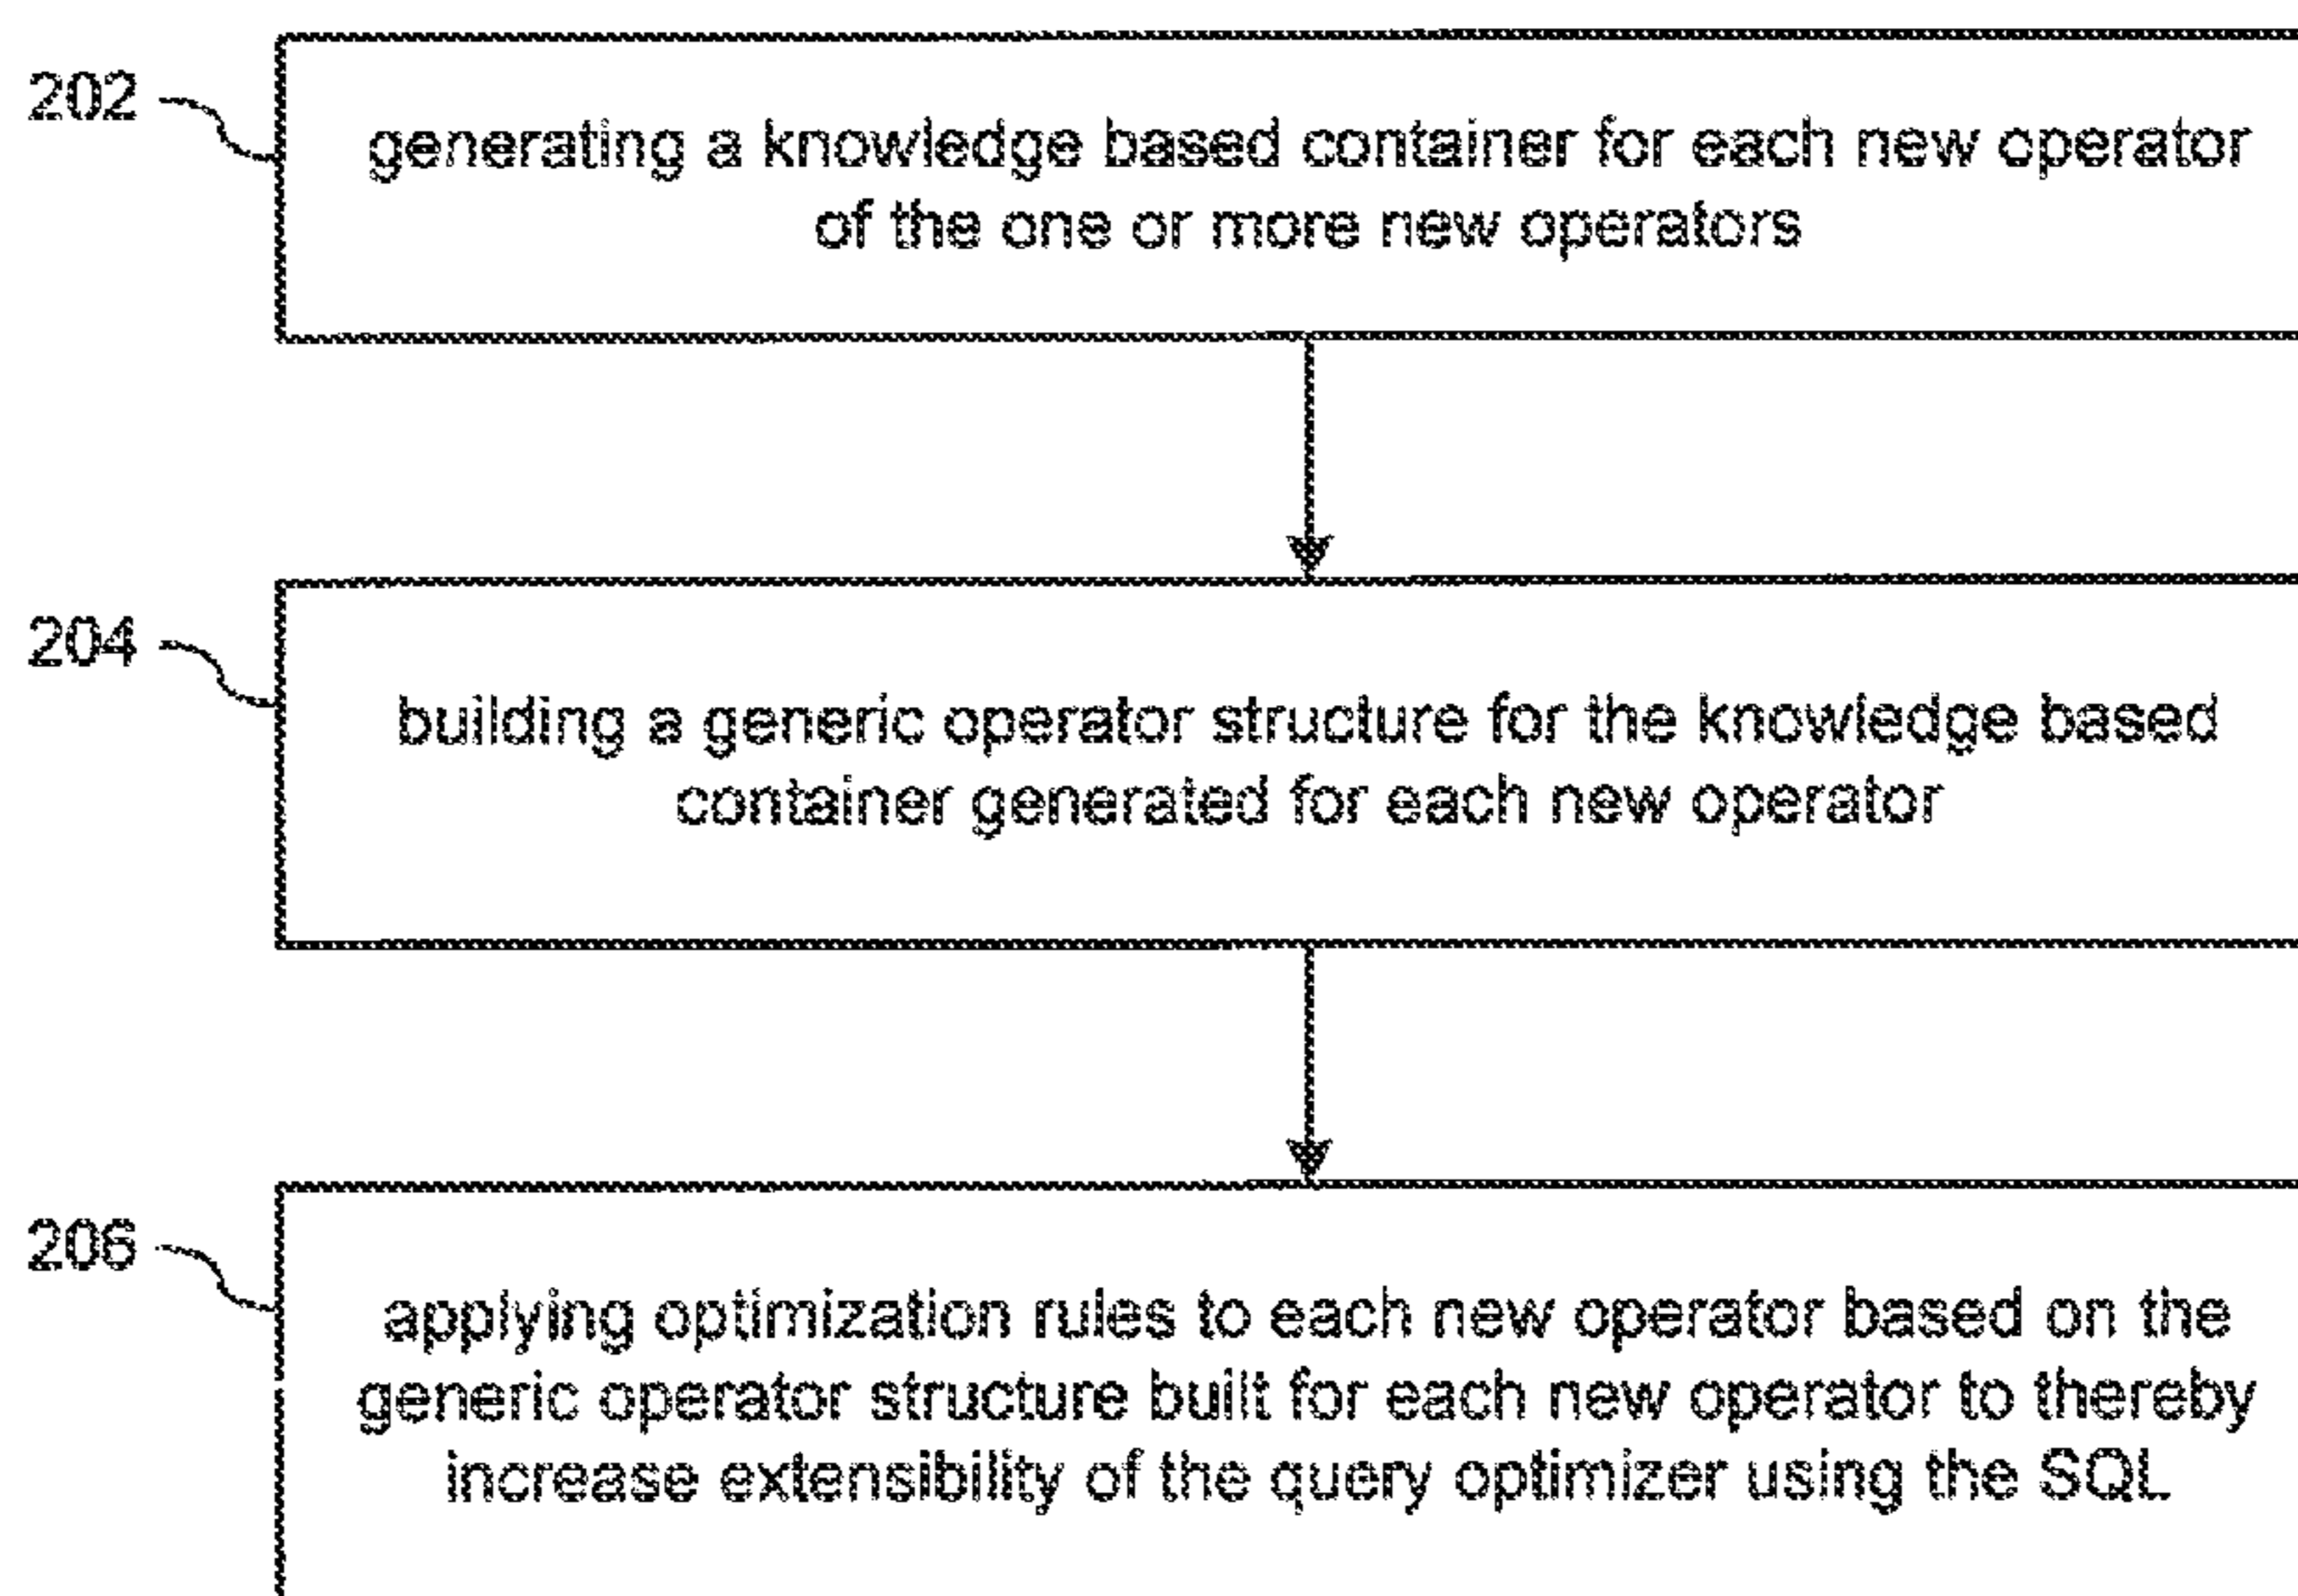 202
generating a knowledge based container for each new operator
of the one or more new operators
204
building a generic operator structure for the knowledge based
container generated for each new operator
206
applying optimization rules to each new operator based on the
generic operator structure built for each new operator to thereby
increase extensibility of the query optimizer using the SQL